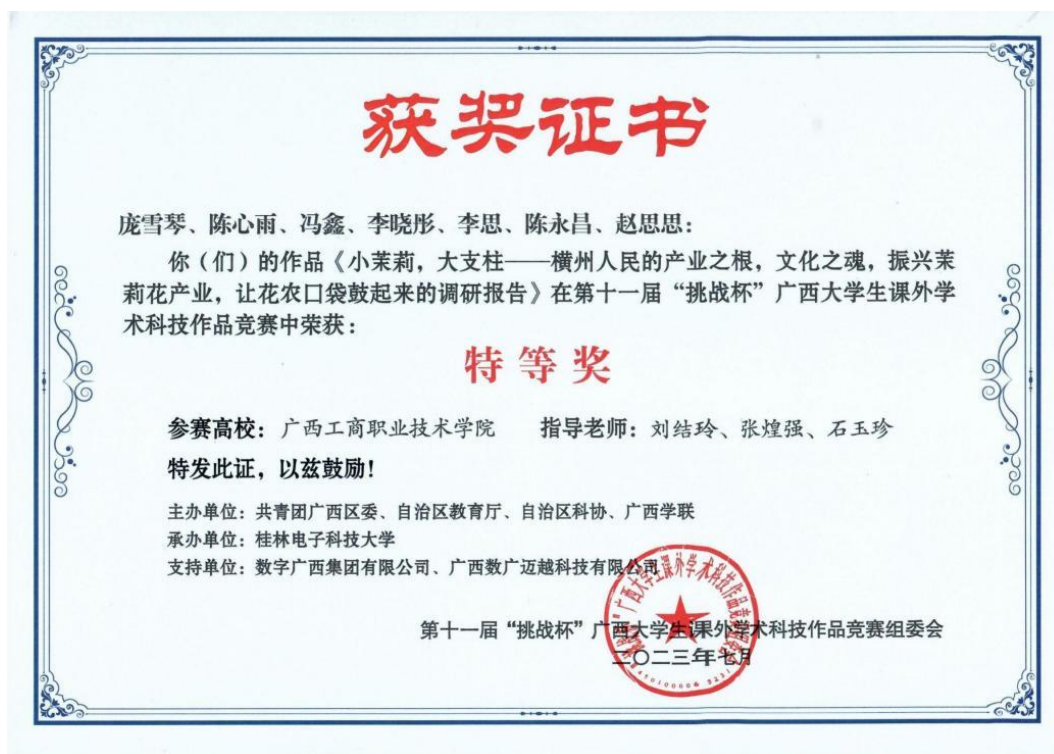 获奖证书
庞雪琴、陈心雨、冯鑫、李晓彤、李思、陈永昌、赵思思：
你（们）的作品《小茉莉，大支柱——横州人民的产业之根，文化之魂，振兴茉
莉花产业，让花农口袋鼓起来的调研报告》在第十一届“挑战杯”广西大学生课外学
术科技作品竞赛中荣获：
特等奖
参赛高校：广西工商职业技术学院 指导老师：刘结玲、张煌强、石玉珍
特发此证，以兹鼓励！
主办单位：共青团广西区委、自治区教育厅、自治区科协、广西学联
承办单位：桂林电子科技大学
支持单位：数字广西集团有限公司、广西数广迈越科技有限公司
第十一届“挑战杯”广西大学生课外学术科技作品竞赛组委会
二〇二三年七月